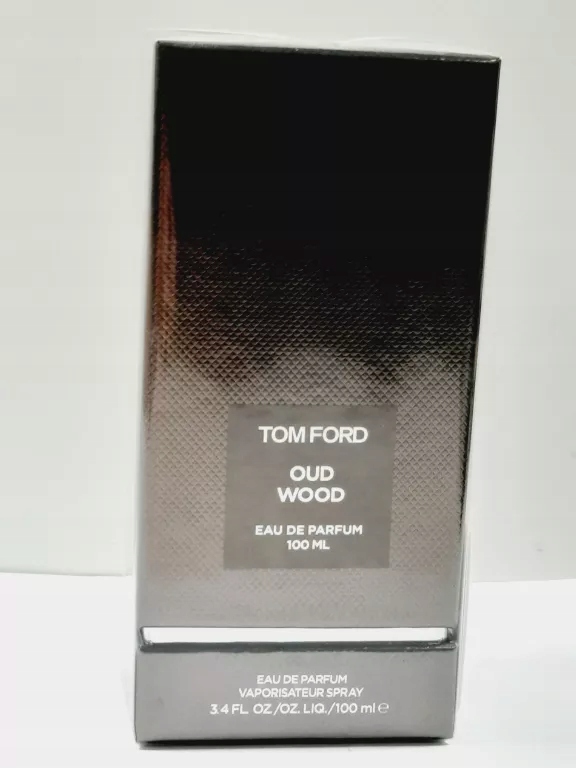 TOM FORD
OUD
WOOD
EAU DE PARFUM
100 ML
EAU DE PARFUM
VAPORISATEUR SPRAY
3.4 FL. OZ./OZ. LIQ./100 ml ℮